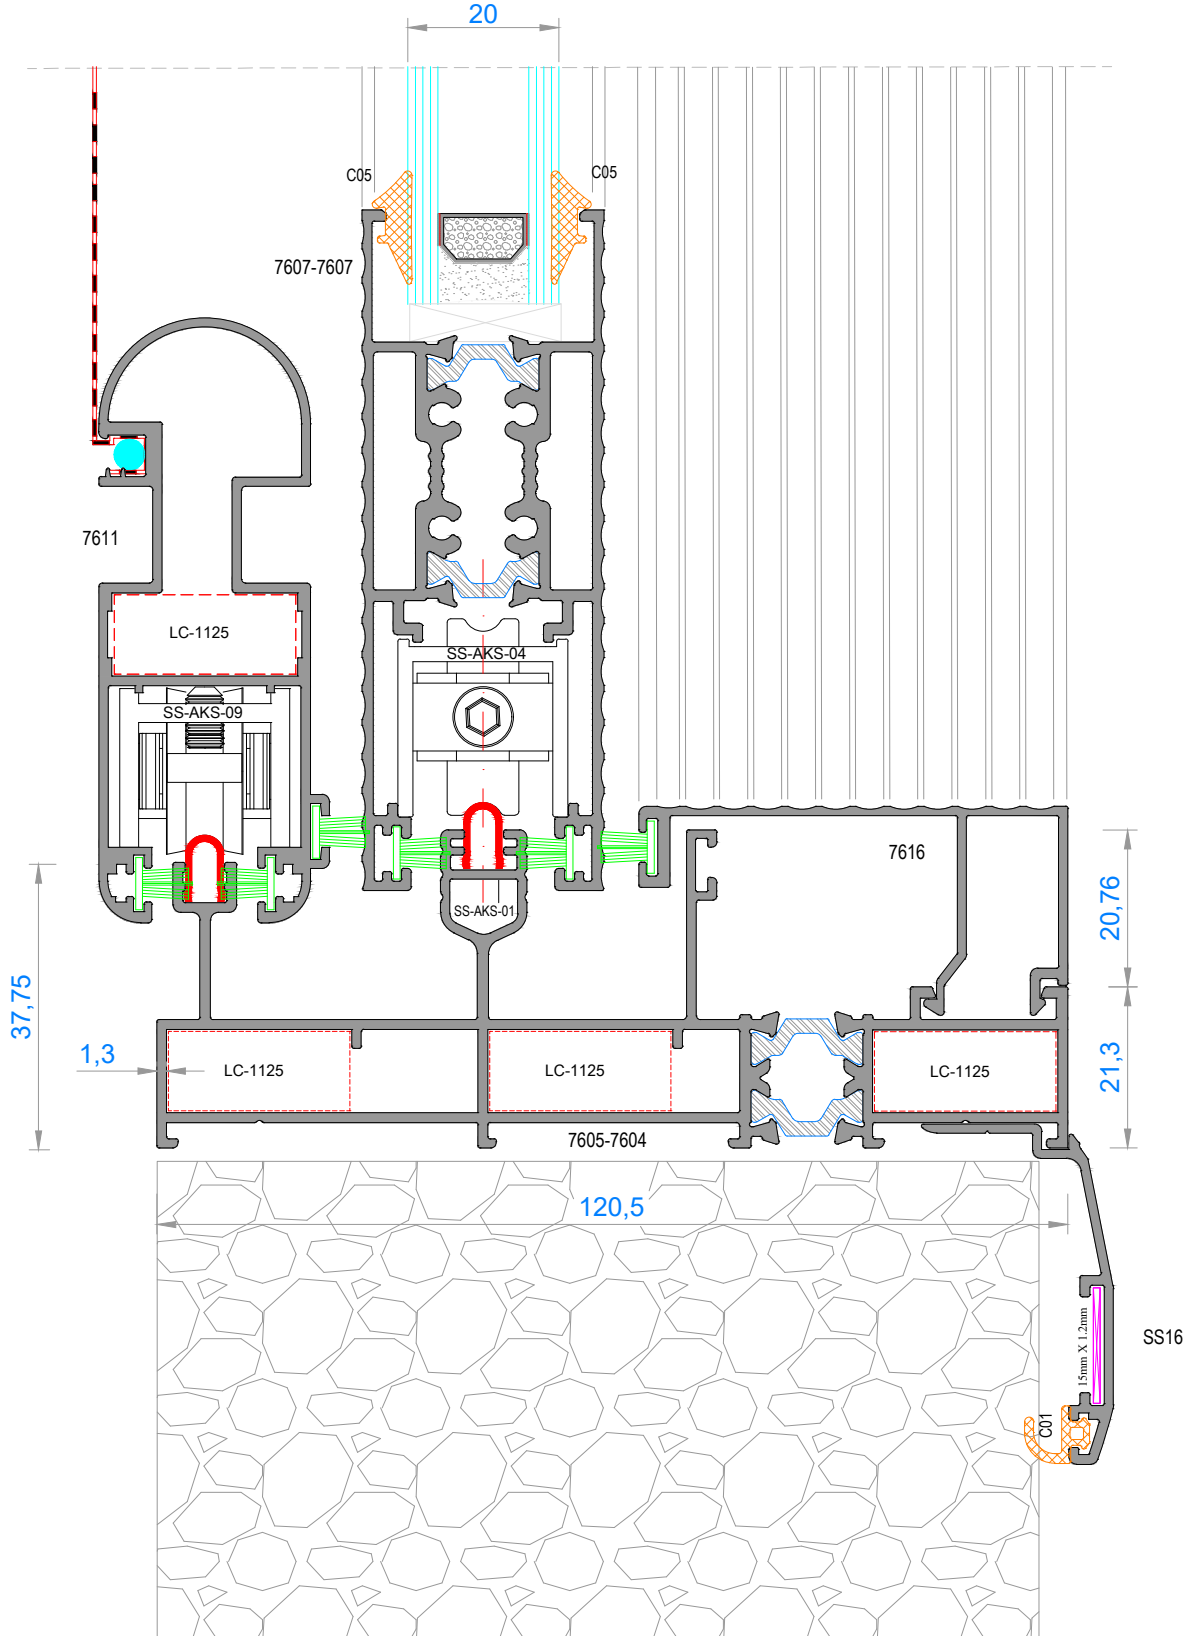 20
C05
C05
7607-7607
7611
LC-1125
SS-AKS-04
SS-AKS-09
7616
SS-AKS-01
20,76
37,75
1,3
LC-1125
LC-1125
LC-1125
21,3
7605-7604
120,5
15mm X 1.2mm
SS16
C01